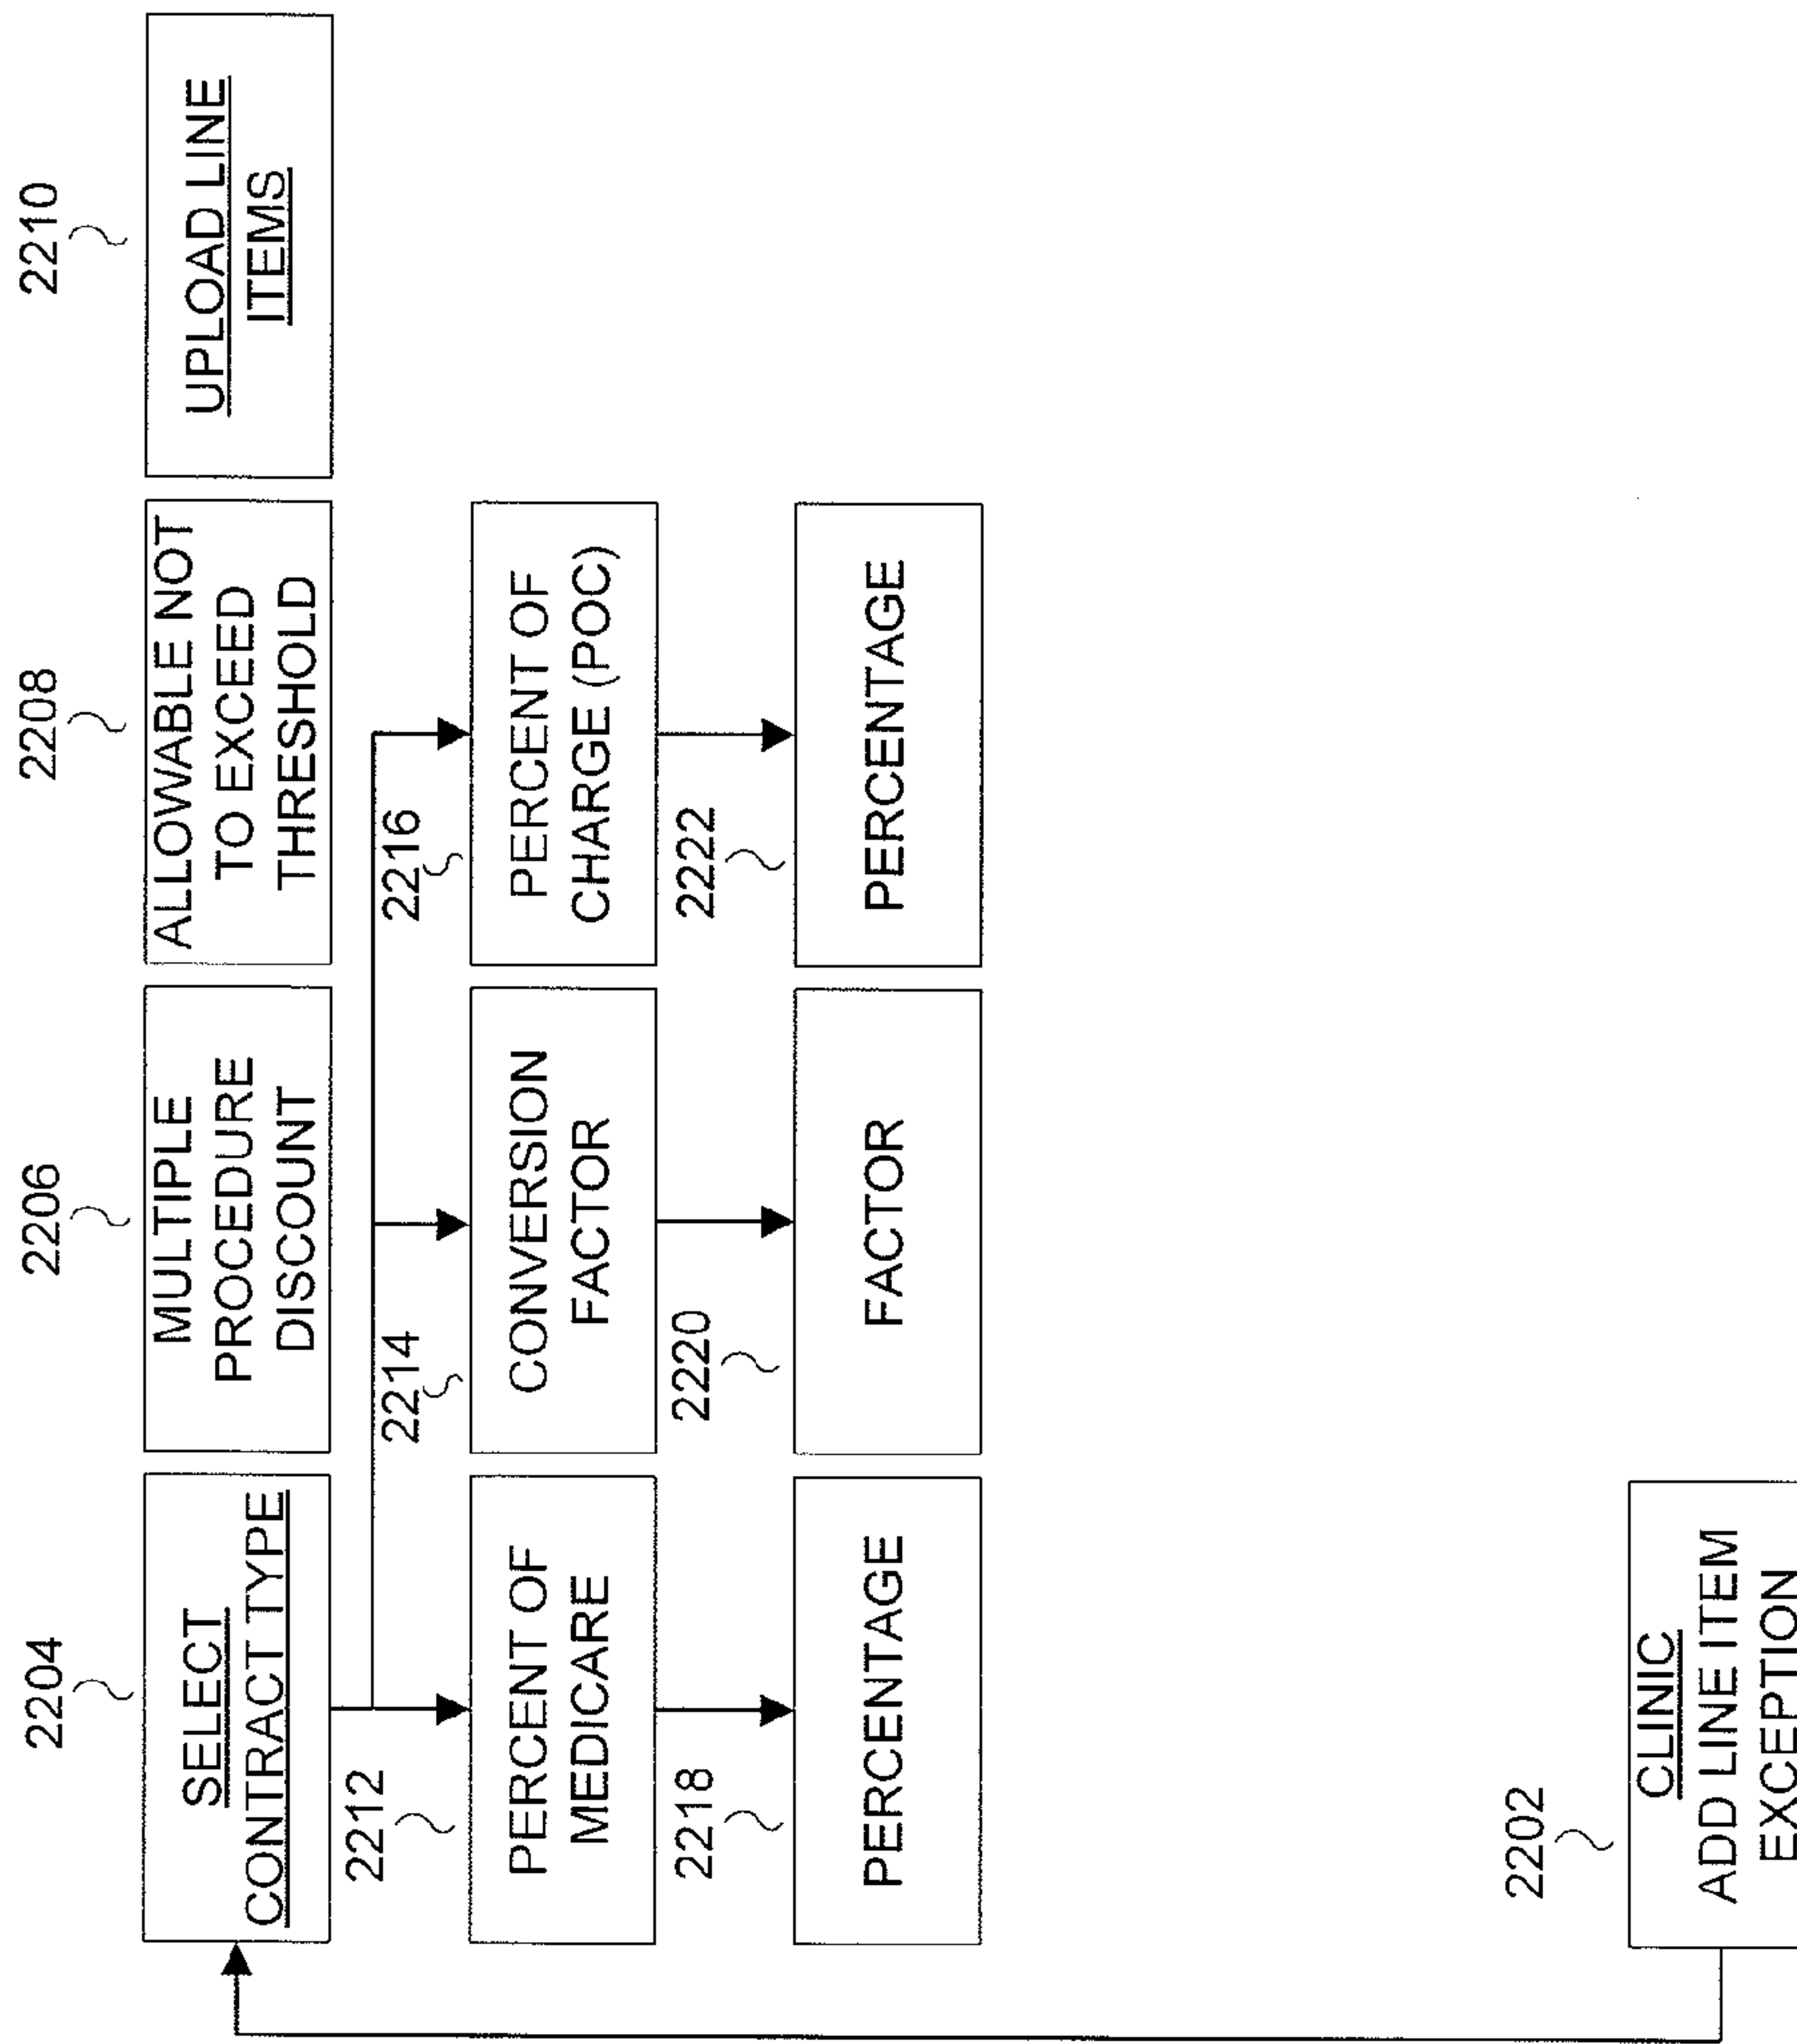 2204
SELECT
CONTRACT TYPE
2206
MULTIPLE
PROCEDURE
DISCOUNT
2208
ALLOWABLE NOT
TO EXCEED
THRESHOLD
2210
UPLOAD LINE
ITEMS
2212
PERCENT OF
MEDICARE
2214
CONVERSION
FACTOR
2216
PERCENT OF
CHARGE (POC)
2218
PERCENTAGE
2220
FACTOR
2222
PERCENTAGE
2202
CLINIC
ADD LINE ITEM
EXCEPTION